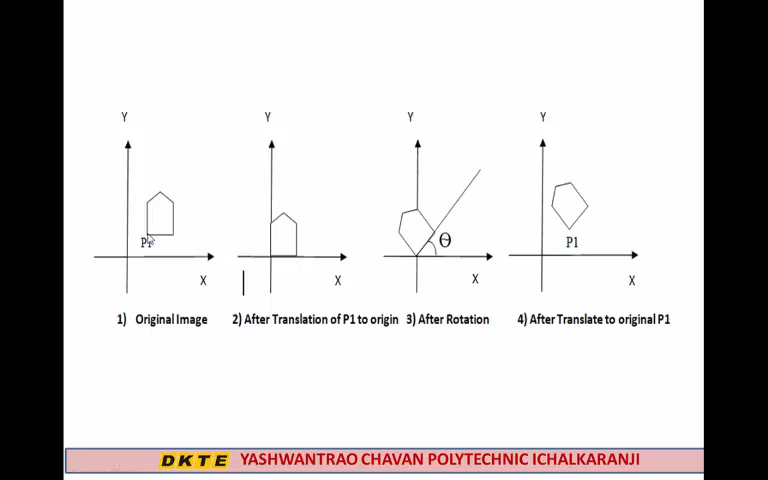 Y Y Y Y
P1 θ P1
X X X X
1) Original Image 2) After Translation of P1 to origin 3) After Rotation 4) After Translate to original P1
DKTE YASHWANTRAO CHAVAN POLYTECHNIC ICHALKARANJI